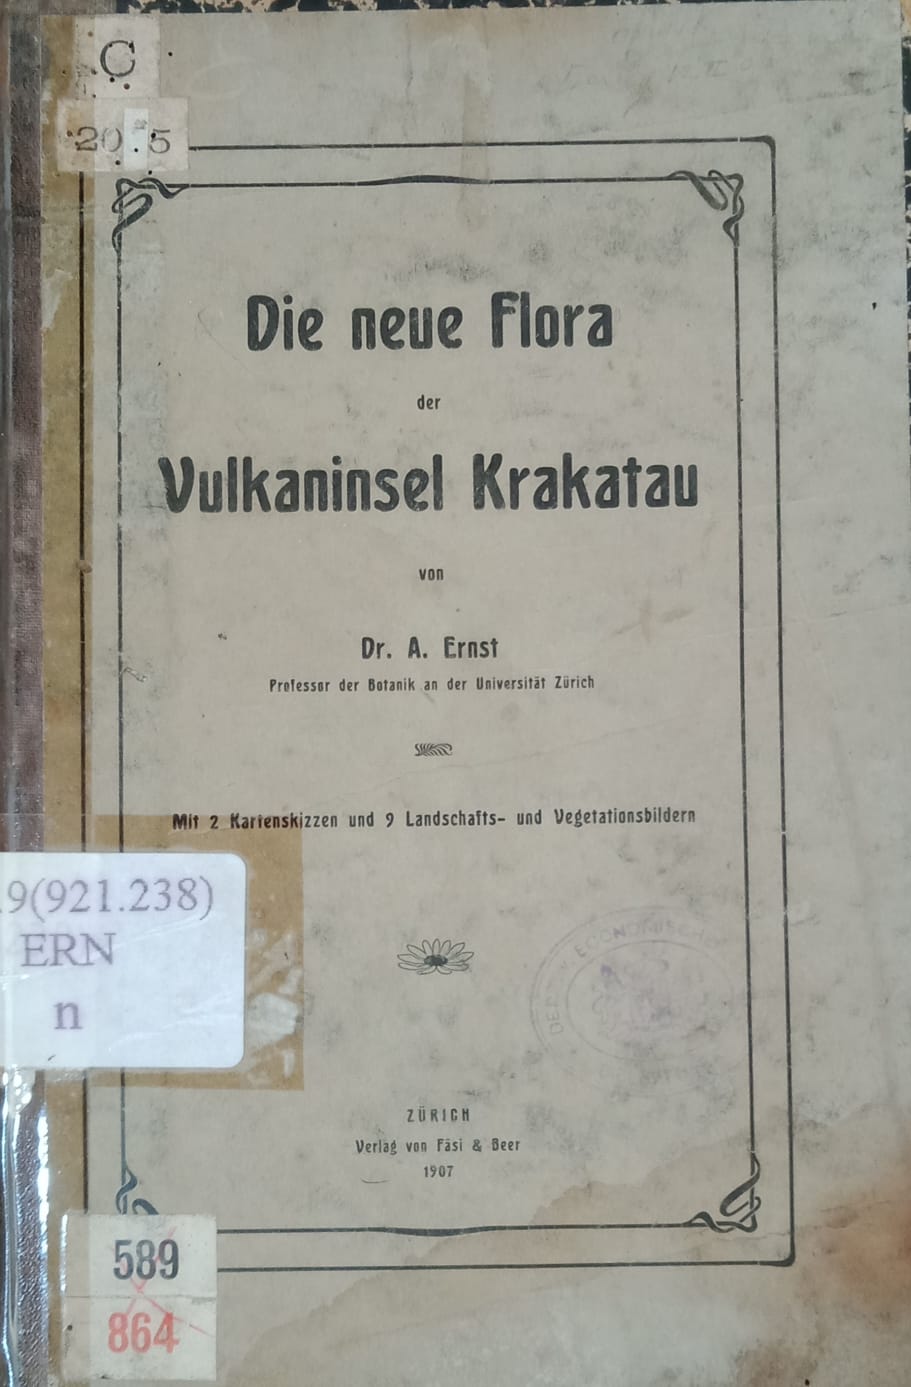 C
20.5
Die neue Flora
der
Vulkaninsel Krakatau
von
Dr. A. Ernst
Professor der Botanik an der Universität Zürich
Mit 2 Kartenskizzen und 9 Landschafts- und Vegetationsbildern
.9(921.238)
ERN
n
ECONOMISCHE
ZÜRICH
Verlag von Fäsi & Beer
1907
589
864